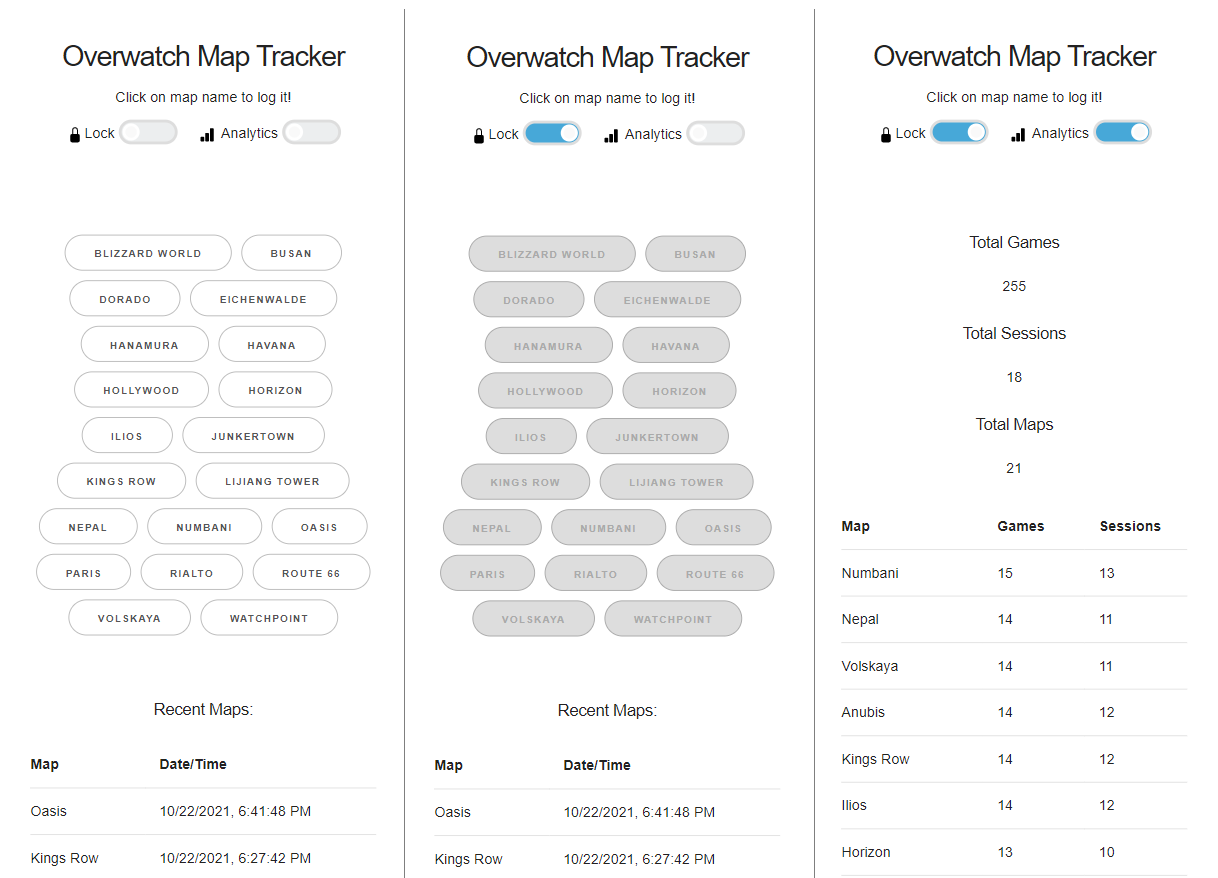 Overwatch Map Tracker
Click on map name to log it!
Lock Analytics
BLIZZARD WORLD BUSAN
DORADO EICHENWALDE
HANAMURA HAVANA
HOLLYWOOD HORIZON
ILIOS JUNKERTOWN
KINGS ROW LIJIANG TOWER
NEPAL NUMBANI OASIS
PARIS RIALTO ROUTE 66
VOLSKAYA WATCHPOINT
Recent Maps:
Map Date/Time
Oasis 10/22/2021, 6:41:48 PM
Kings Row 10/22/2021, 6:27:42 PM
Overwatch Map Tracker
Click on map name to log it!
Lock Analytics
BLIZZARD WORLD BUSAN
DORADO EICHENWALDE
HANAMURA HAVANA
HOLLYWOOD HORIZON
ILIOS JUNKERTOWN
KINGS ROW LIJIANG TOWER
NEPAL NUMBANI OASIS
PARIS RIALTO ROUTE 66
VOLSKAYA WATCHPOINT
Recent Maps:
Map Date/Time
Oasis 10/22/2021, 6:41:48 PM
Kings Row 10/22/2021, 6:27:42 PM
Overwatch Map Tracker
Click on map name to log it!
Lock Analytics
Total Games
255
Total Sessions
18
Total Maps
21
Map Games Sessions
Numbani 15 13
Nepal 14 11
Volskaya 14 11
Anubis 14 12
Kings Row 14 12
Ilios 14 12
Horizon 13 10